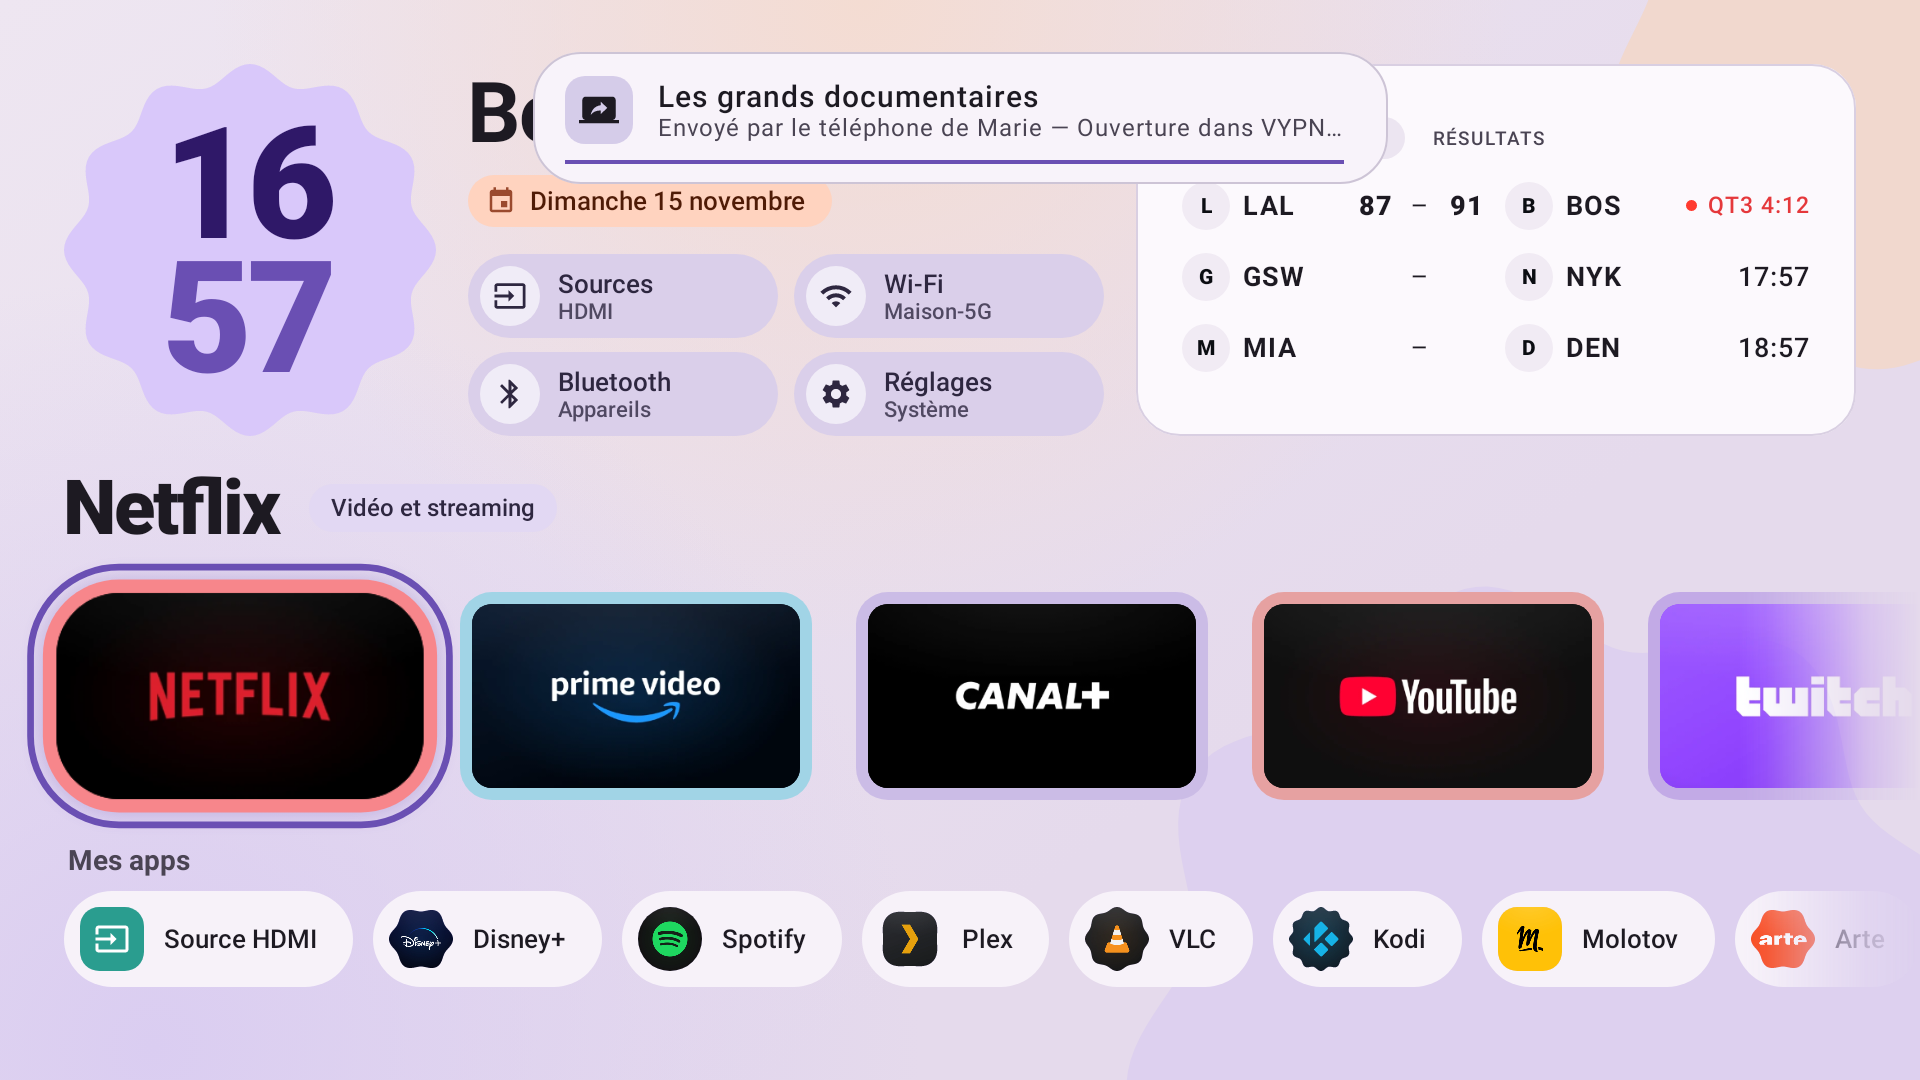 16
57
Les grands documentaires
Envoyé par le téléphone de Marie — Ouverture dans VYPN...
Dimanche 15 novembre
Sources
HDMI
Wi-Fi
Maison-5G
Bluetooth
Appareils
Réglages
Système
RÉSULTATS
L LAL 87 – 91 B BOS QT3 4:12
G GSW – N NYK 17:57
M MIA – D DEN 18:57
Netflix
Vidéo et streaming
NETFLIX
prime video
CANAL+
YouTube
twitch
Mes apps
Source HDMI
Disney+
Disney+
Spotify
Plex
VLC
Kodi
M.
Molotov
arte
Arte